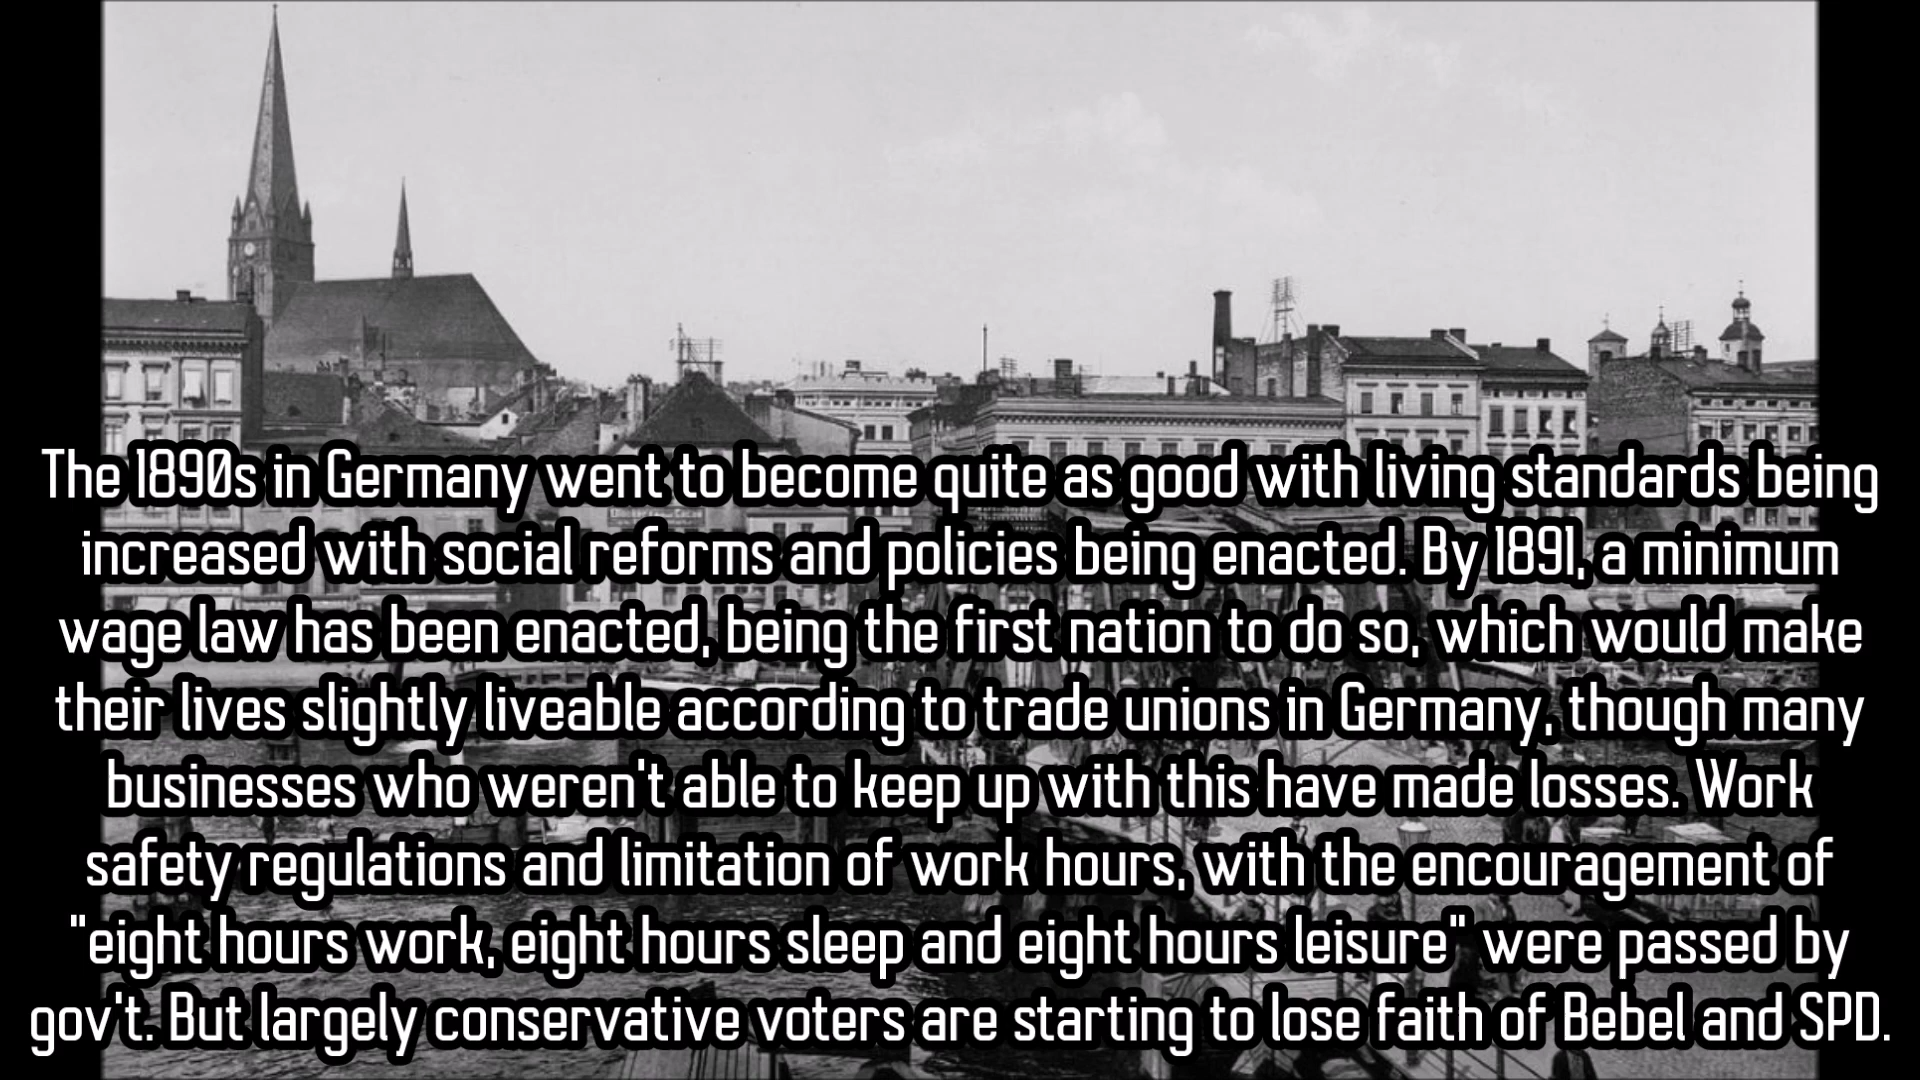 The 1890s in Germany went to become quite as good with living standards being
increased with social reforms and policies being enacted. By 1891, a minimum
wage law has been enacted, being the first nation to do so, which would make
their lives slightly liveable according to trade unions in Germany, though many
businesses who weren't able to keep up with this have made losses. Work
safety regulations and limitation of work hours, with the encouragement of
"eight hours work, eight hours sleep and eight hours leisure" were passed by
gov't. But largely conservative voters are starting to lose faith of Bebel and SPD.